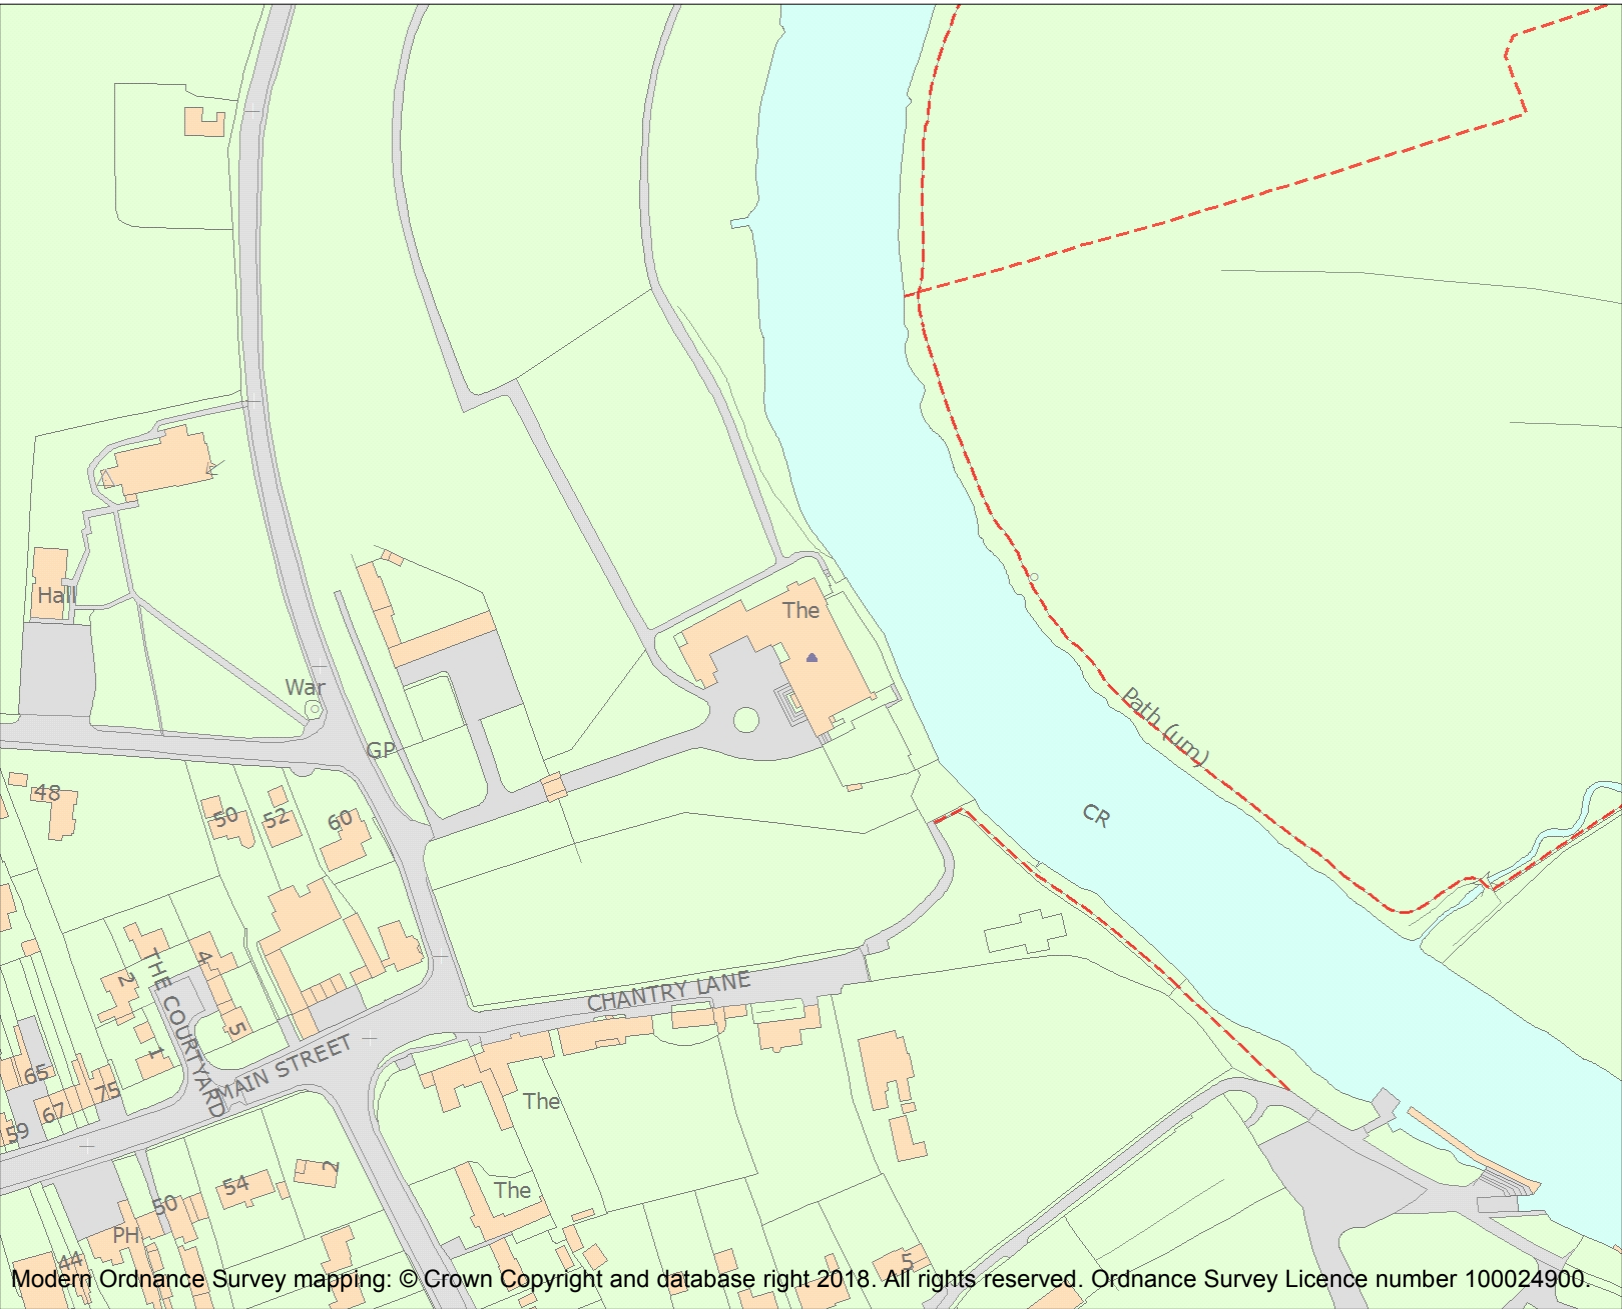 Hall
The
War
Path (um)
GP
48
50
52
60
CR
THE COURTYARD
2
4
5
1
CHANTRY LANE
MAIN STREET
65
67
75
59
The
The
2
54
50
PH
44
5
Modern Ordnance Survey mapping: © Crown Copyright and database right 2018. All rights reserved. Ordnance Survey Licence number 100024900.